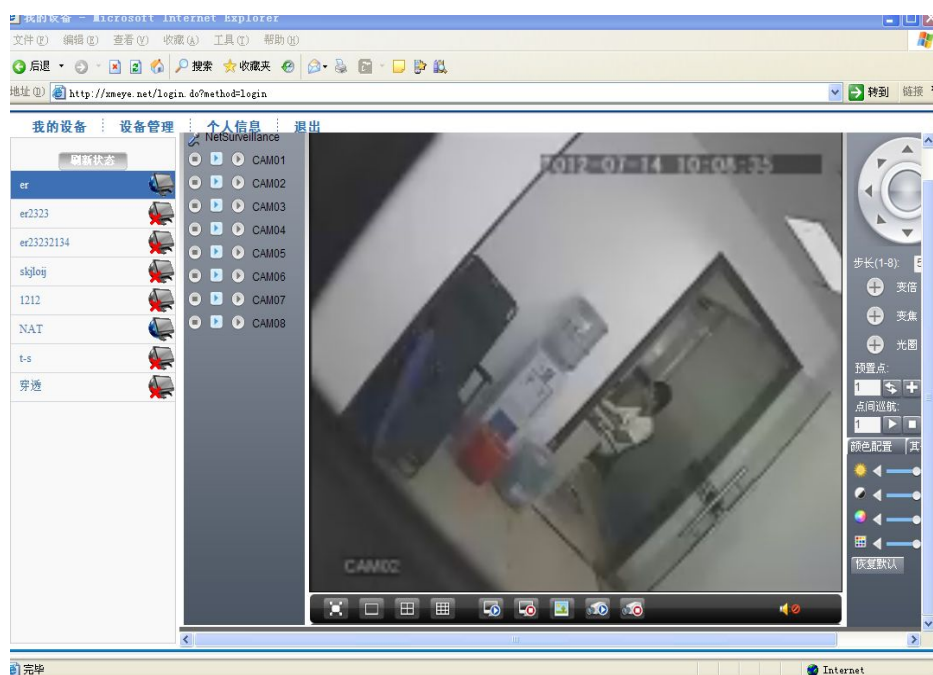 我的设备 - Microsoft Internet Explorer
文件(F) 编辑(E) 查看(V) 收藏(A) 工具(T) 帮助(H)
后退 搜索 收藏夹
地址(D) http://xmeye.net/login.do?method=login 转到 链接
我的设备 设备管理 个人信息 退出
刷新状态
er
er2323
er23232134
skjloij
1212
NAT
t-s
穿透
NetSurveillance
CAM01
CAM02
CAM03
CAM04
CAM05
CAM06
CAM07
CAM08
2012-07-14 10:08:35
CAM02
步长(1-8): 5
变倍
变焦
光圈
预置点:
1
点间巡航:
1
颜色配置 其
恢复默认
完毕 Internet